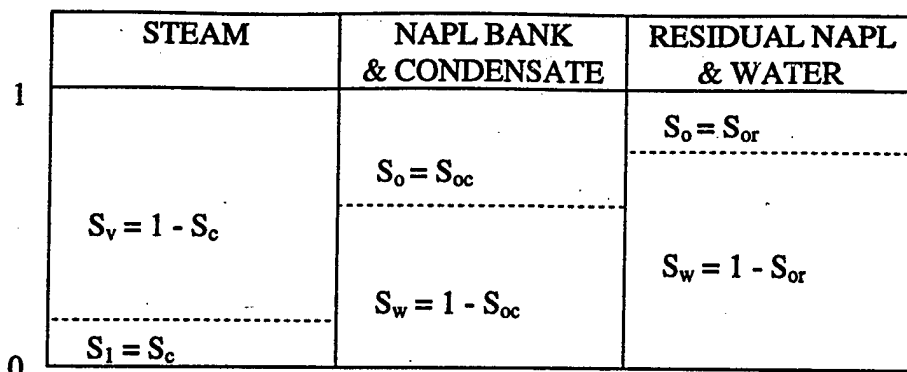 STEAM
NAPL BANK
& CONDENSATE
RESIDUAL NAPL
& WATER
1
S_v = 1 - S_c
S_1 = S_c
0
S_o = S_oc
S_w = 1 - S_oc
S_o = S_or
S_w = 1 - S_or